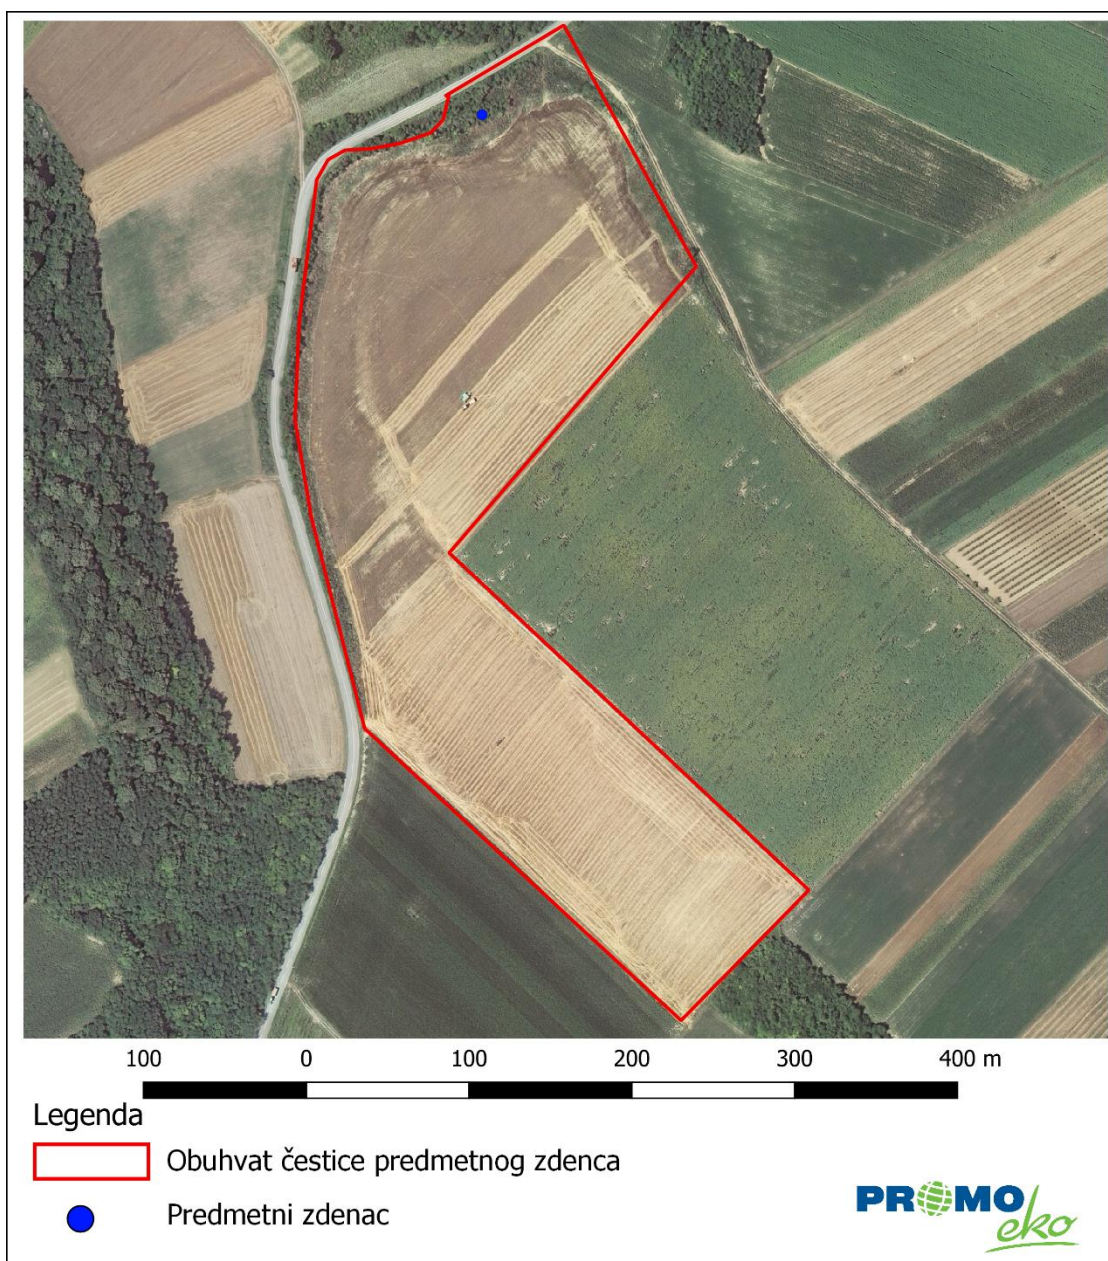 100 0 100 200 300 400 m
Legenda
Obuhvat čestice predmetnog zdenca
Predmetni zdenac
PROMO
eko